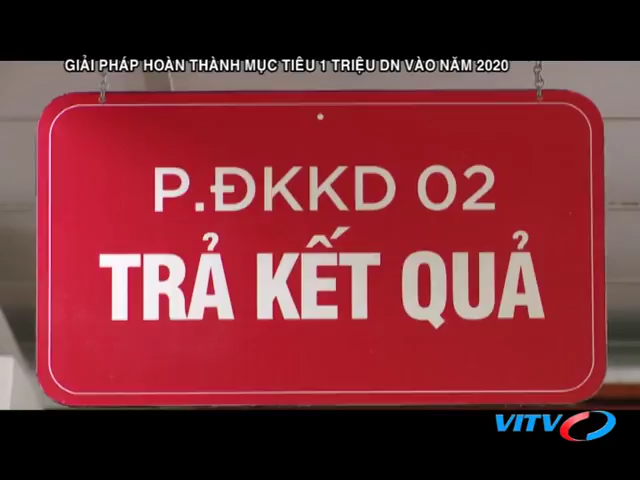 GIẢI PHÁP HOÀN THÀNH MỤC TIÊU 1 TRIỆU DN VÀO NĂM 2020
P.ĐKKD 02
TRẢ KẾT QUẢ
VITV